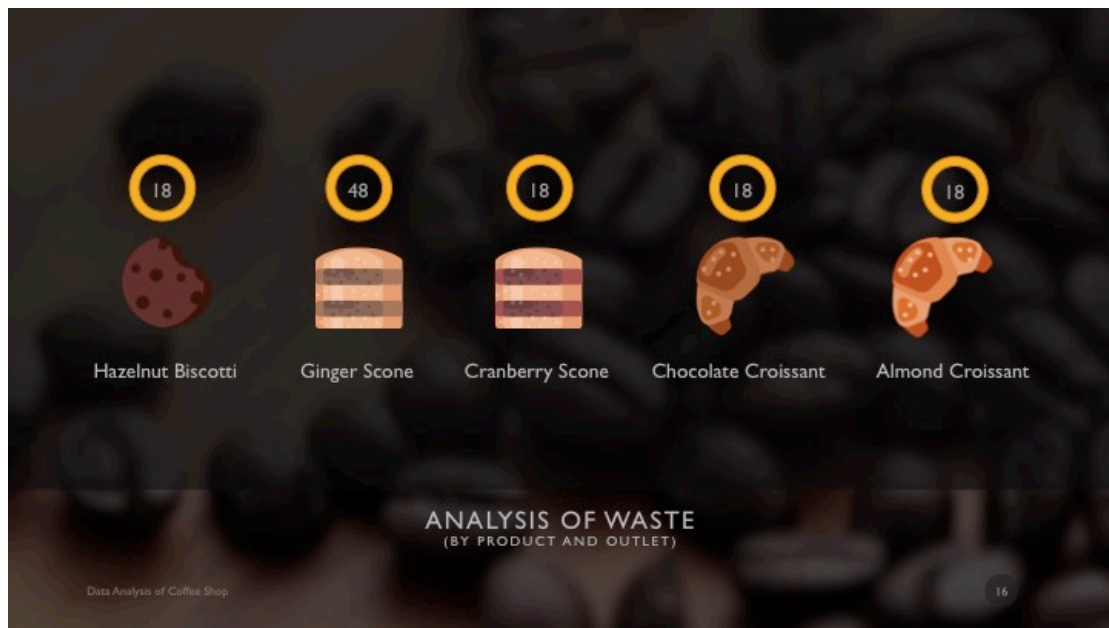 18 48 18 18 18
Hazelnut Biscotti Ginger Scone Cranberry Scone Chocolate Croissant Almond Croissant
ANALYSIS OF WASTE
(BY PRODUCT AND OUTLET)
Data Analysis of Coffee Shop 16